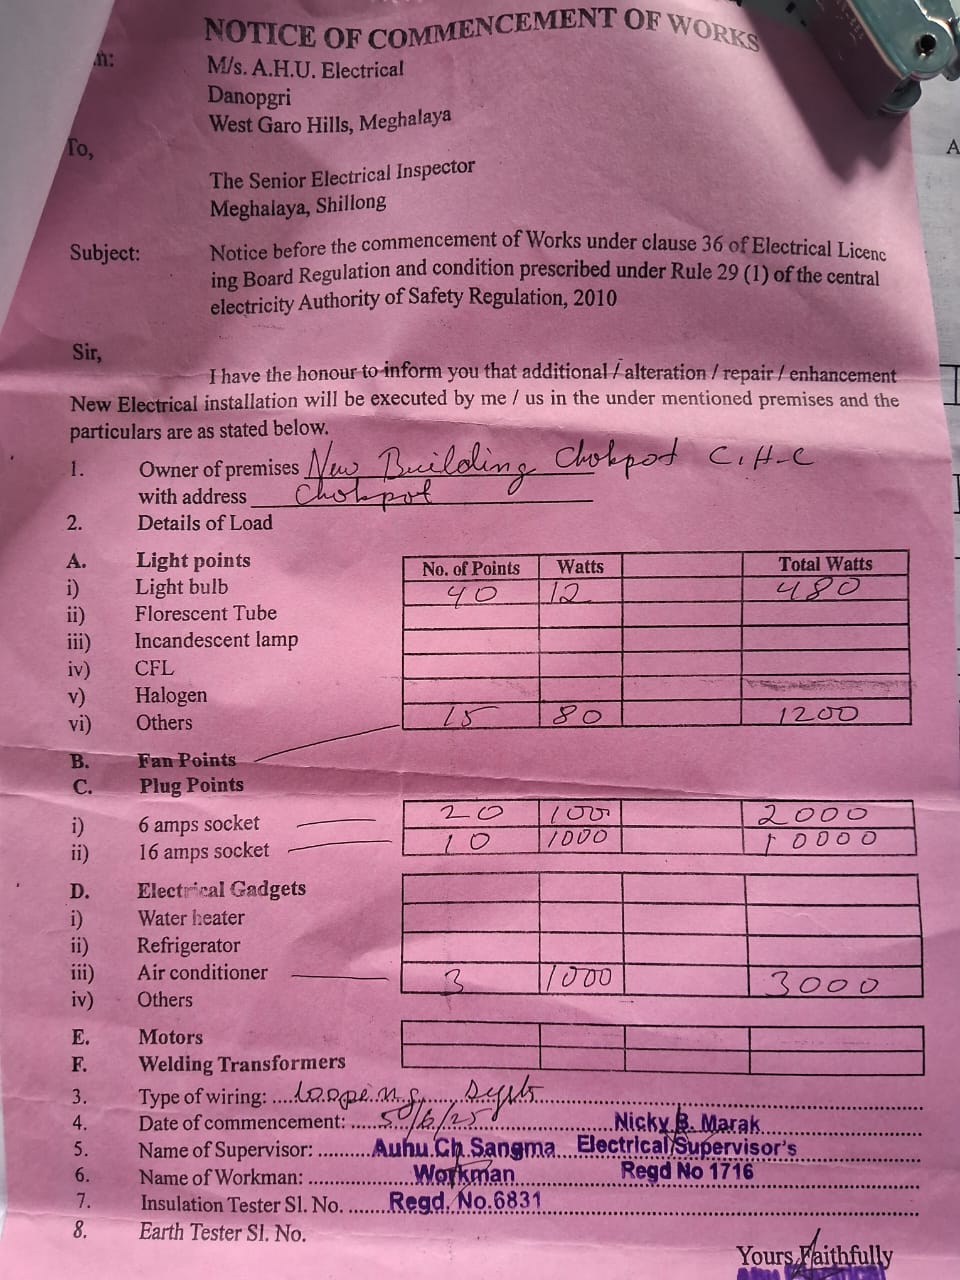 NOTICE OF COMMENCEMENT OF WORKS
M/s. A.H.U. Electrical
Danopgri
West Garo Hills, Meghalaya
To,
The Senior Electrical Inspector
Meghalaya, Shillong
Subject: Notice before the commencement of Works under clause 36 of Electrical Licenc
ing Board Regulation and condition prescribed under Rule 29 (1) of the central
electricity Authority of Safety Regulation, 2010
Sir,
I have the honour to inform you that additional / alteration / repair / enhancement
New Electrical installation will be executed by me / us in the under mentioned premises and the
particulars are as stated below.
1. Owner of premises New Building Chokpot C.H.C
with address Chokpot
2. Details of Load
A. Light points No. of Points Watts Total Watts
i) Light bulb 40 12 480
ii) Florescent Tube
iii) Incandescent lamp
iv) CFL
v) Halogen
vi) Others 15 80 1200
B. Fan Points
C. Plug Points
i) 6 amps socket 20 100 2000
ii) 16 amps socket 10 1000 10000
D. Electrical Gadgets
i) Water heater
ii) Refrigerator
iii) Air conditioner 3 1000 3000
iv) Others
E. Motors
F. Welding Transformers
3. Type of wiring:
4. Date of commencement: Nicky B. Marak
5. Name of Supervisor: Auhu Ch Sangma Electrical Supervisor's
6. Name of Workman: Workman Regd No 1716
7. Insulation Tester Sl. No. Regd. No.6831
8. Earth Tester Sl. No.
Yours Faithfully